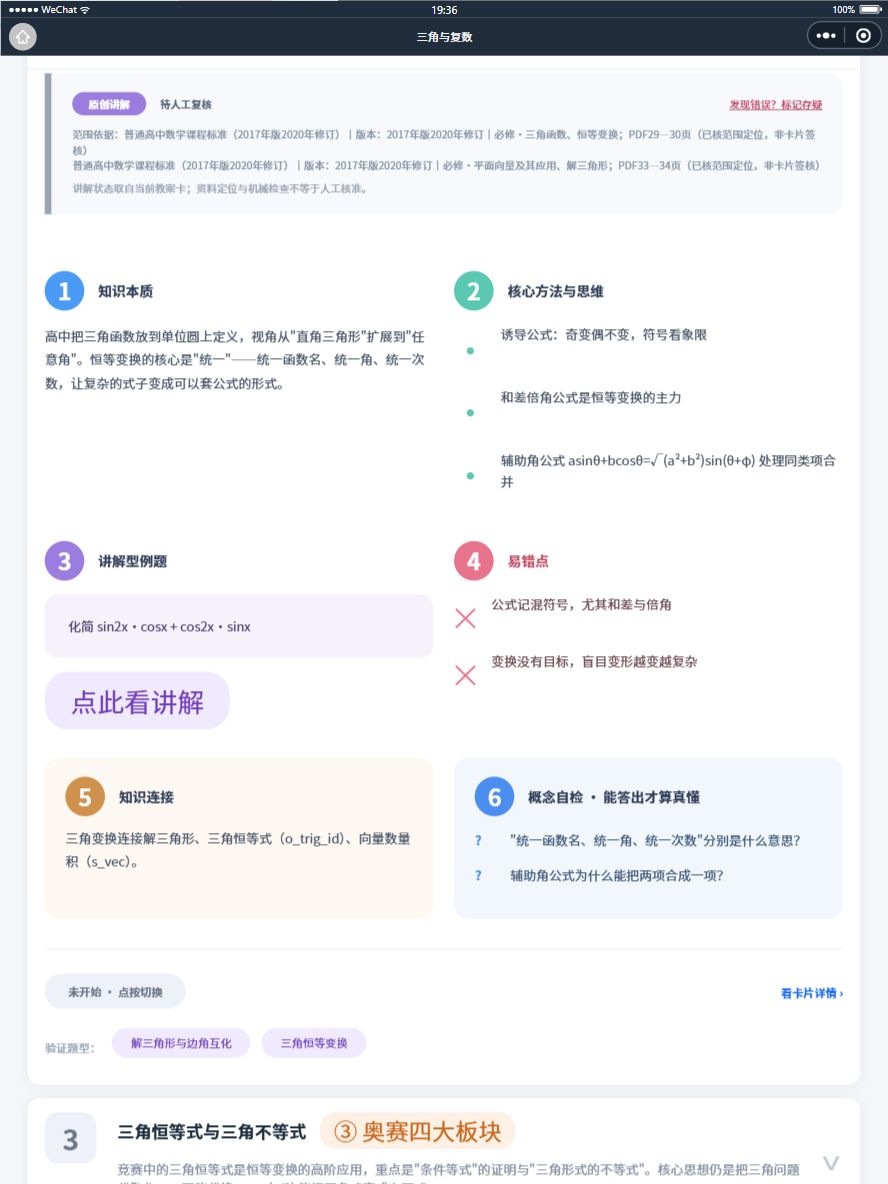 WeChat
19:36
100%
三角与复数
原创讲解
待人工复核
发现错误？标记存疑
范围依据：普通高中数学课程标准（2017年版2020年修订）｜版本：2017年版2020年修订｜必修·三角函数、恒等变换；PDF29—30页（已核范围定位，非卡片签
核）
普通高中数学课程标准（2017年版2020年修订）｜版本：2017年版2020年修订｜必修·平面向量及其应用、解三角形；PDF33—34页（已核范围定位，非卡片签核）
讲解状态取自当前教案卡；资料定位与机械检查不等于人工核准。
1 知识本质
高中把三角函数放到单位圆上定义，视角从"直角三角形"扩展到"任
意角"。恒等变换的核心是"统一"——统一函数名、统一角、统一次
数，让复杂的式子变成可以套公式的形式。
2 核心方法与思维
诱导公式：奇变偶不变，符号看象限
和差倍角公式是恒等变换的主力
辅助角公式 asinθ+bcosθ=√(a²+b²)sin(θ+φ) 处理同类项合
并
3 讲解型例题
化简 sin2x·cosx + cos2x·sinx
点此看讲解
4 易错点
公式记混符号，尤其和差与倍角
变换没有目标，盲目变形越变越复杂
5 知识连接
三角变换连接解三角形、三角恒等式（o_trig_id）、向量数量
积（s_vec）。
6 概念自检 · 能答出才算真懂
? "统一函数名、统一角、统一次数"分别是什么意思？
? 辅助角公式为什么能把两项合成一项？
未开始 · 点按切换
看卡片详情 ›
验证题型：
解三角形与边角互化
三角恒等变换
3
三角恒等式与三角不等式
③ 奥赛四大板块
竞赛中的三角恒等式是恒等变换的高阶应用，重点是"条件等式"的证明与"三角形式的不等式"。核心思想仍是把三角问题